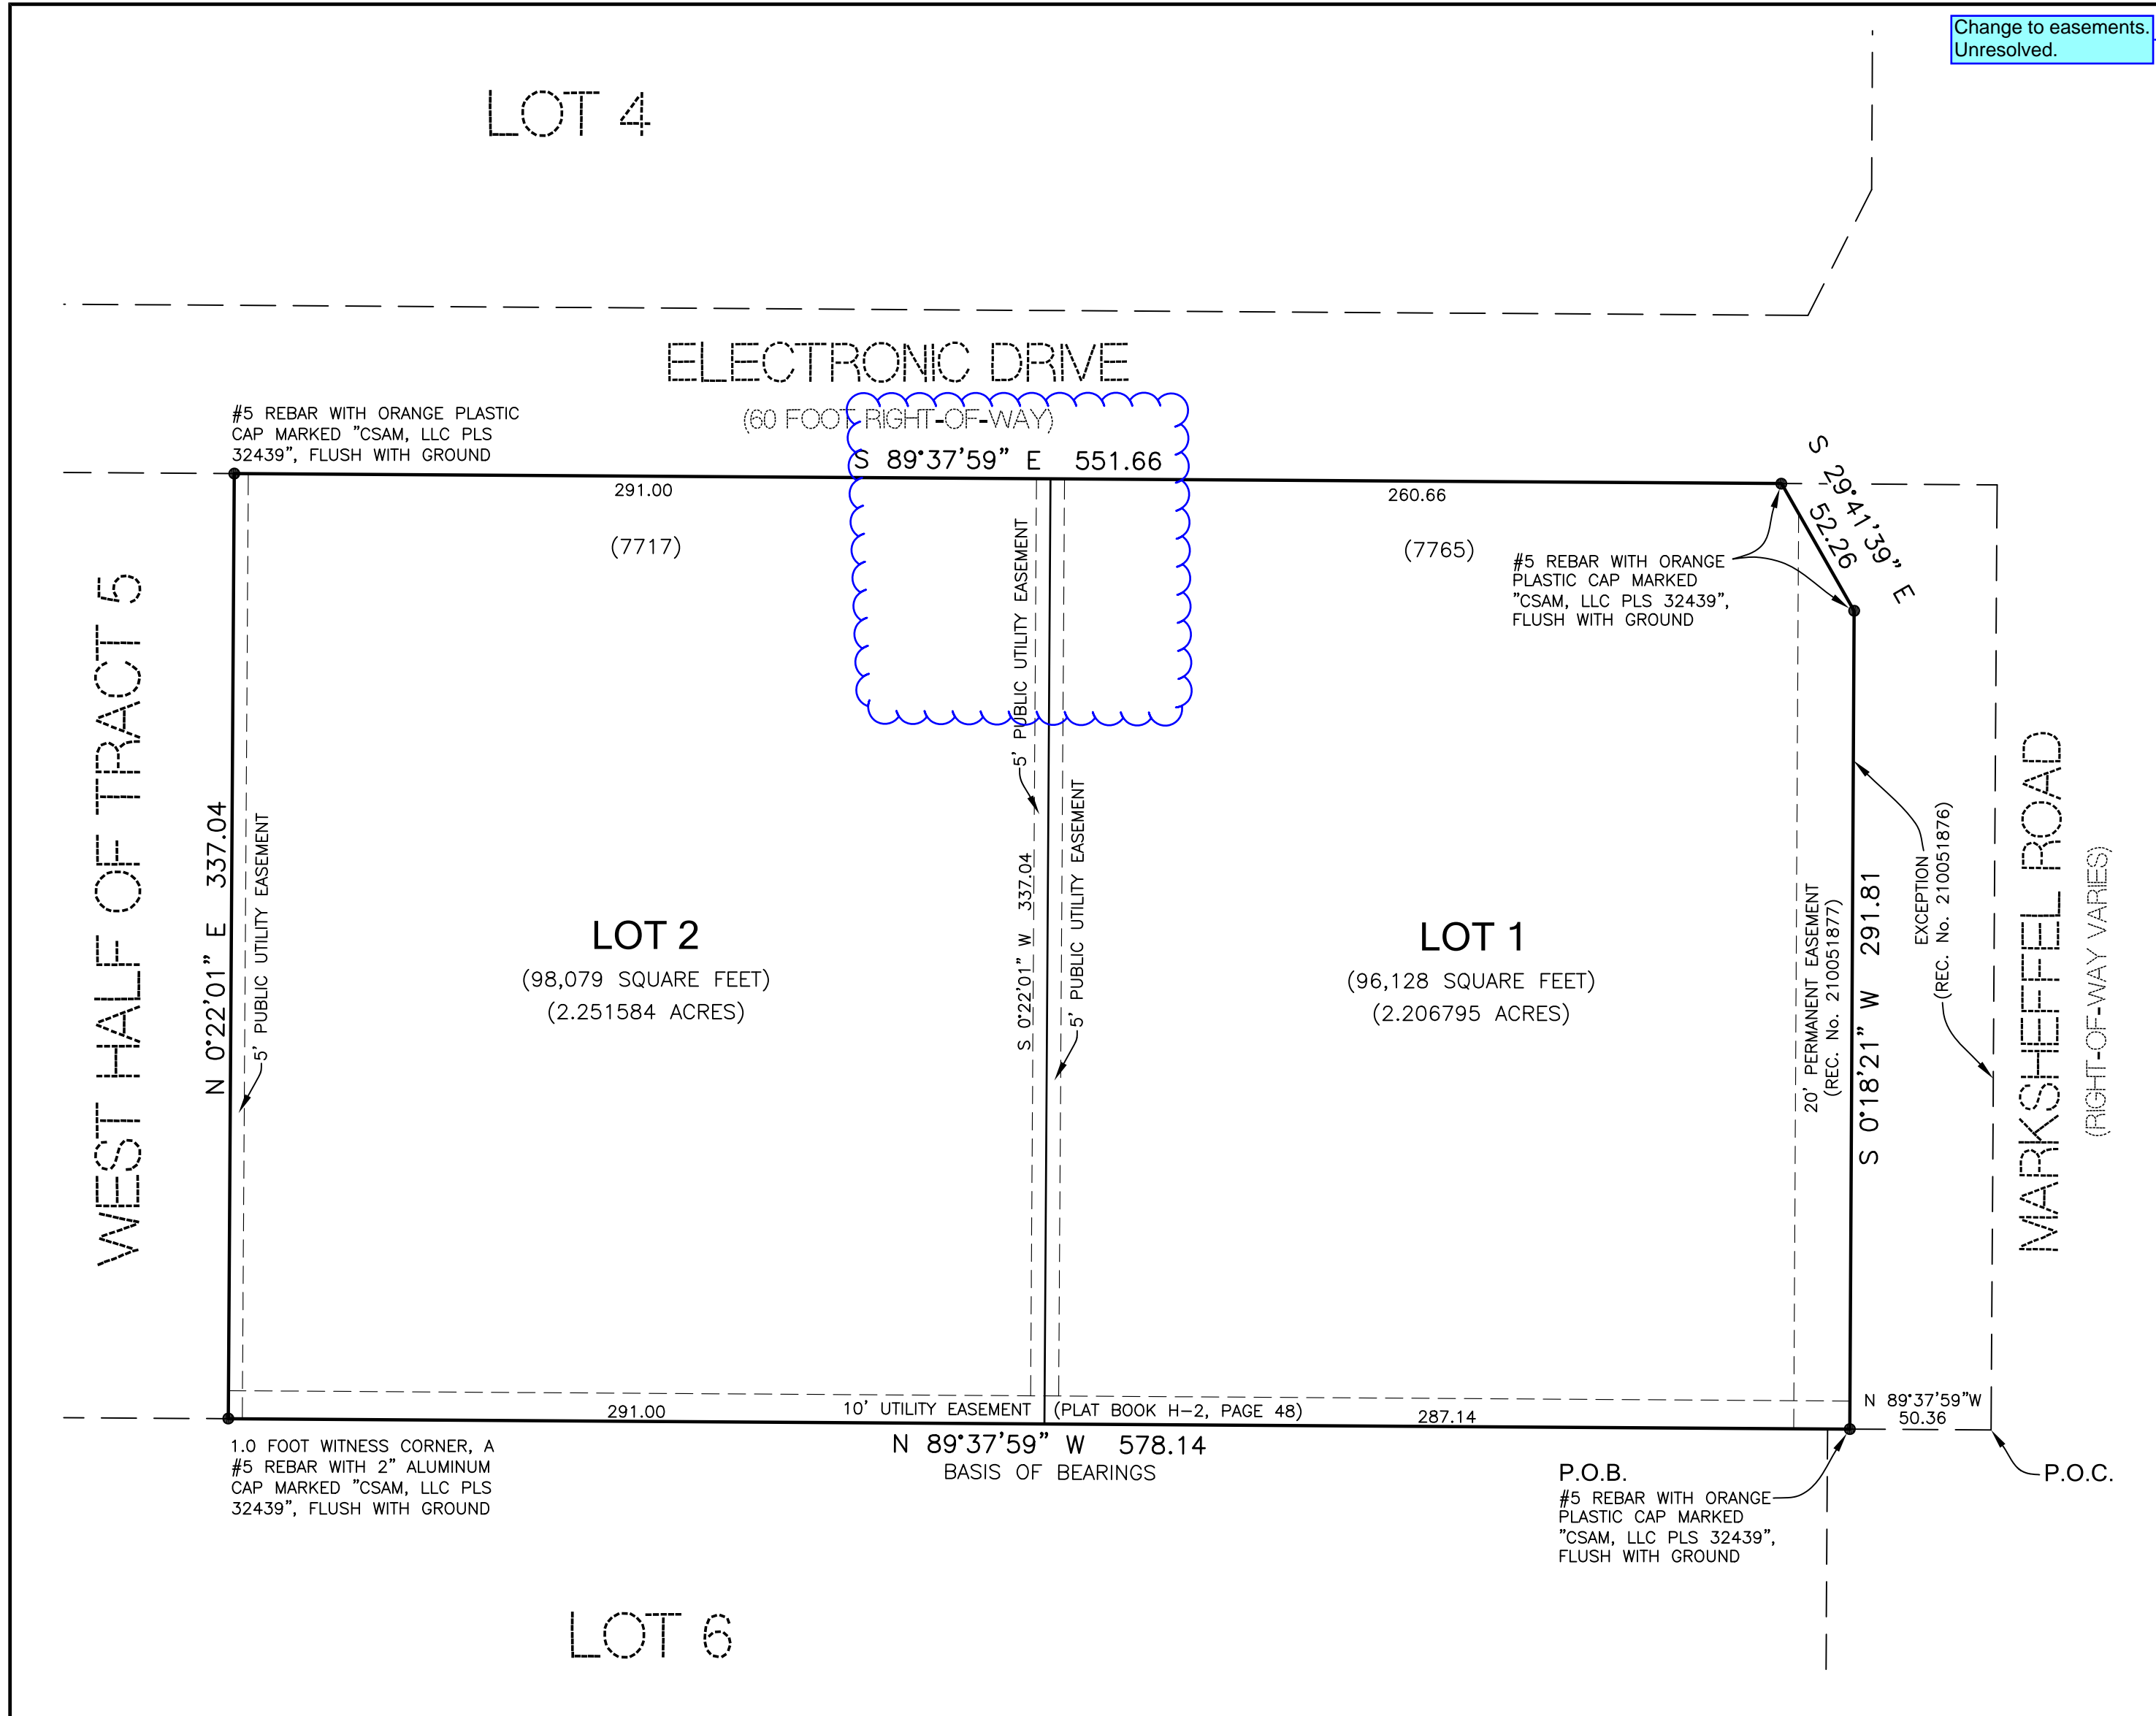 Change to easements.
Unresolved.
LOT 4
ELECTRONIC DRIVE
(60 FOOT RIGHT-OF-WAY)
#5 REBAR WITH ORANGE PLASTIC
CAP MARKED "CSAM, LLC PLS
32439", FLUSH WITH GROUND
S 89°37'59" E 551.66
291.00
260.66
S 29°41'39" E
52.26
(7717)
(7765)
#5 REBAR WITH ORANGE
PLASTIC CAP MARKED
"CSAM, LLC PLS 32439",
FLUSH WITH GROUND
WEST HALF OF TRACT 5
N 0°22'01" E 337.04
5' PUBLIC UTILITY EASEMENT
5' PUBLIC UTILITY EASEMENT
S 0°22'01" W 337.04
5' PUBLIC UTILITY EASEMENT
LOT 2
(98,079 SQUARE FEET)
(2.251584 ACRES)
LOT 1
(96,128 SQUARE FEET)
(2.206795 ACRES)
20' PERMANENT EASEMENT
(REC. No. 210051877)
S 0°18'21" W 291.81
EXCEPTION
(REC. No. 210051876)
MARKSHEFFEL ROAD
(RIGHT-OF-WAY VARIES)
291.00
10' UTILITY EASEMENT (PLAT BOOK H-2, PAGE 48)
287.14
N 89°37'59"W
50.36
N 89°37'59" W 578.14
BASIS OF BEARINGS
1.0 FOOT WITNESS CORNER, A
#5 REBAR WITH 2" ALUMINUM
CAP MARKED "CSAM, LLC PLS
32439", FLUSH WITH GROUND
P.O.B.
#5 REBAR WITH ORANGE
PLASTIC CAP MARKED
"CSAM, LLC PLS 32439",
FLUSH WITH GROUND
P.O.C.
LOT 6